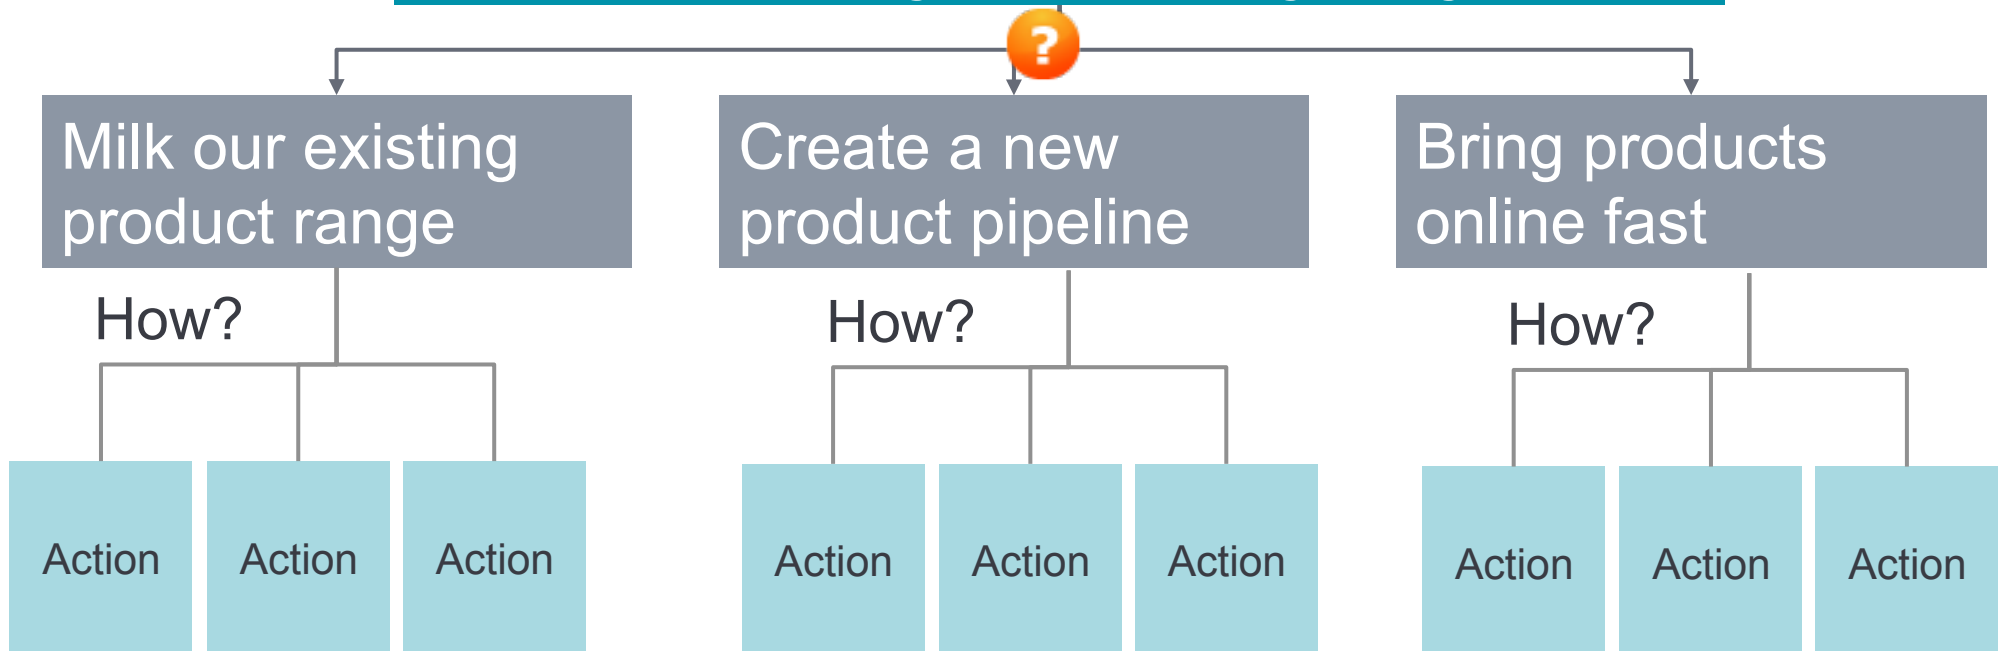 ?
Milk our existing
product range
Create a new
product pipeline
Bring products
online fast
How?
How?
How?
Action
Action
Action
Action
Action
Action
Action
Action
Action